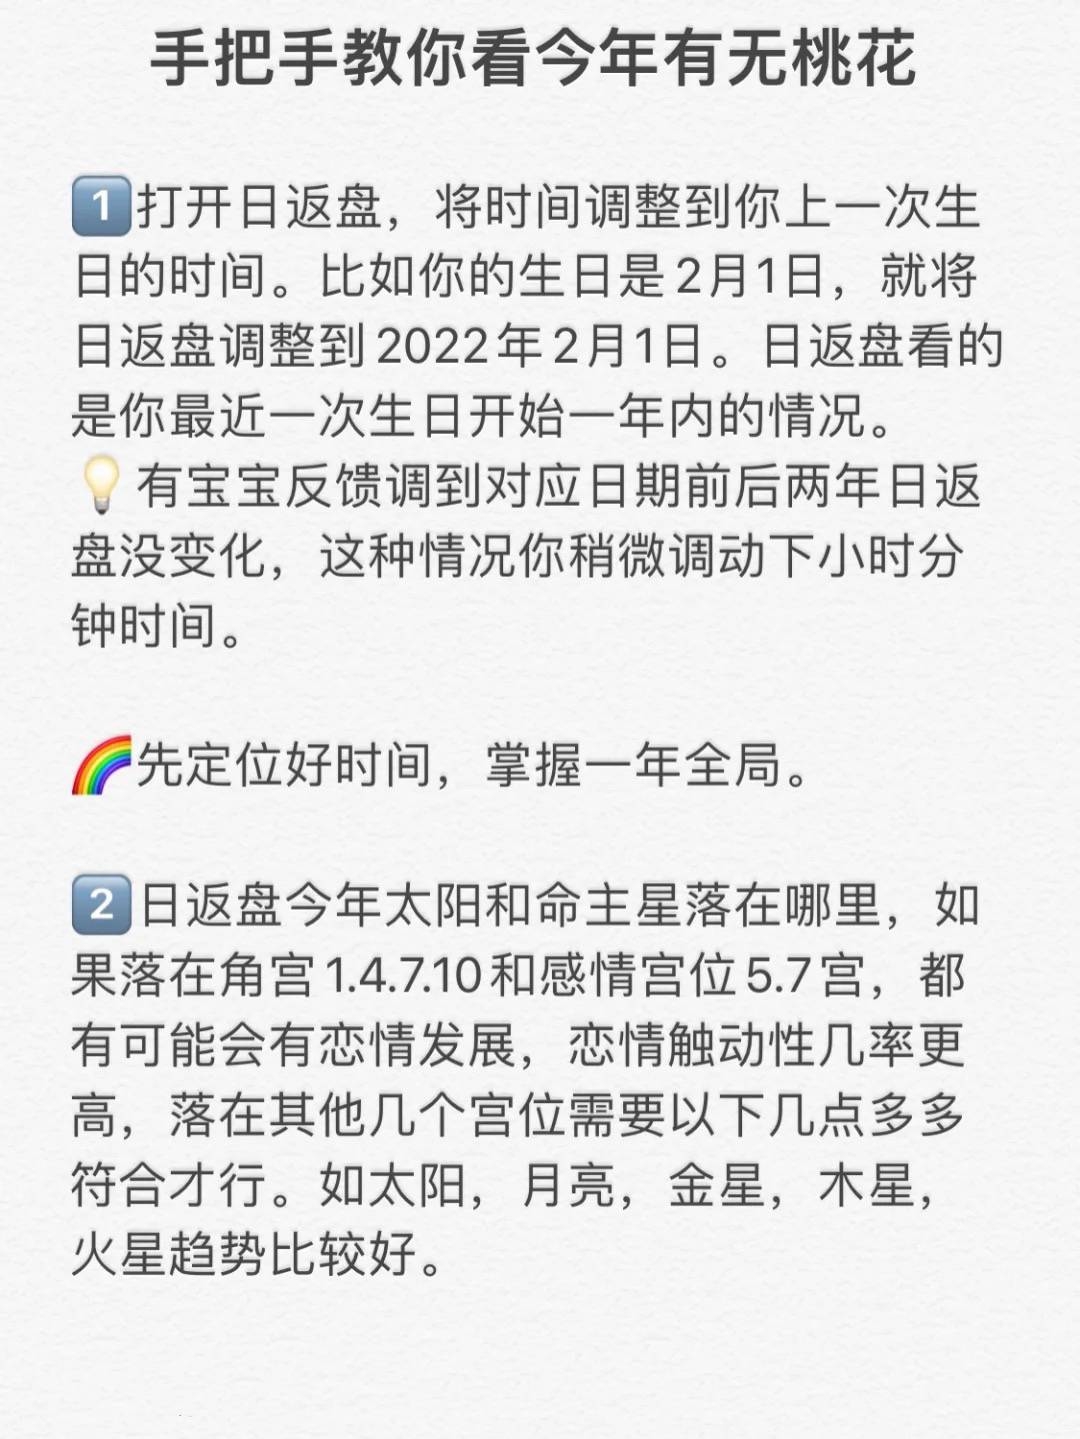 手把手教你看今年有无桃花
1️⃣打开日返盘，将时间调整到你上一次生
日的时间。比如你的生日是2月1日，就将
日返盘调整到2022年2月1日。日返盘看的
是你最近一次生日开始一年内的情况。
💡有宝宝反馈调到对应日期前后两年日返
盘没变化，这种情况你稍微调动下小时分
钟时间。
🌈先定位好时间，掌握一年全局。
2️⃣日返盘今年太阳和命主星落在哪里，如
果落在角宫1.4.7.10和感情宫位5.7宫，都
有可能会有恋情发展，恋情触动性几率更
高，落在其他几个宫位需要以下几点多多
符合才行。如太阳，月亮，金星，木星，
火星趋势比较好。